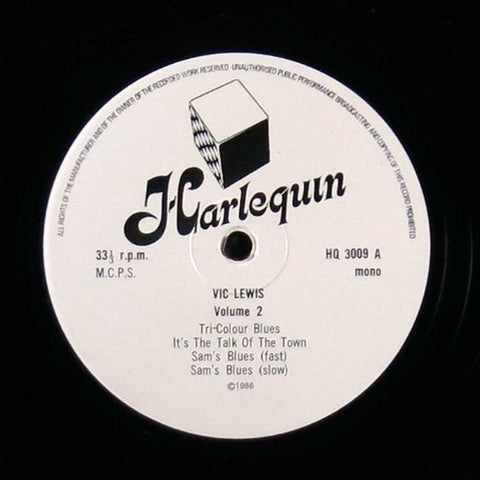 ALL RIGHTS OF THE MANUFACTURER AND OF THE OWNER OF THE RECORDED WORK RESERVED · UNAUTHORISED PUBLIC PERFORMANCE BROADCASTING AND COPYING OF THIS RECORD PROHIBITED
Harlequin
33⅓ r.p.m.
M.C.P.S.
HQ 3009 A
mono
VIC LEWIS
Volume 2
Tri-Colour Blues
It's The Talk Of The Town
Sam's Blues (fast)
Sam's Blues (slow)
©1986